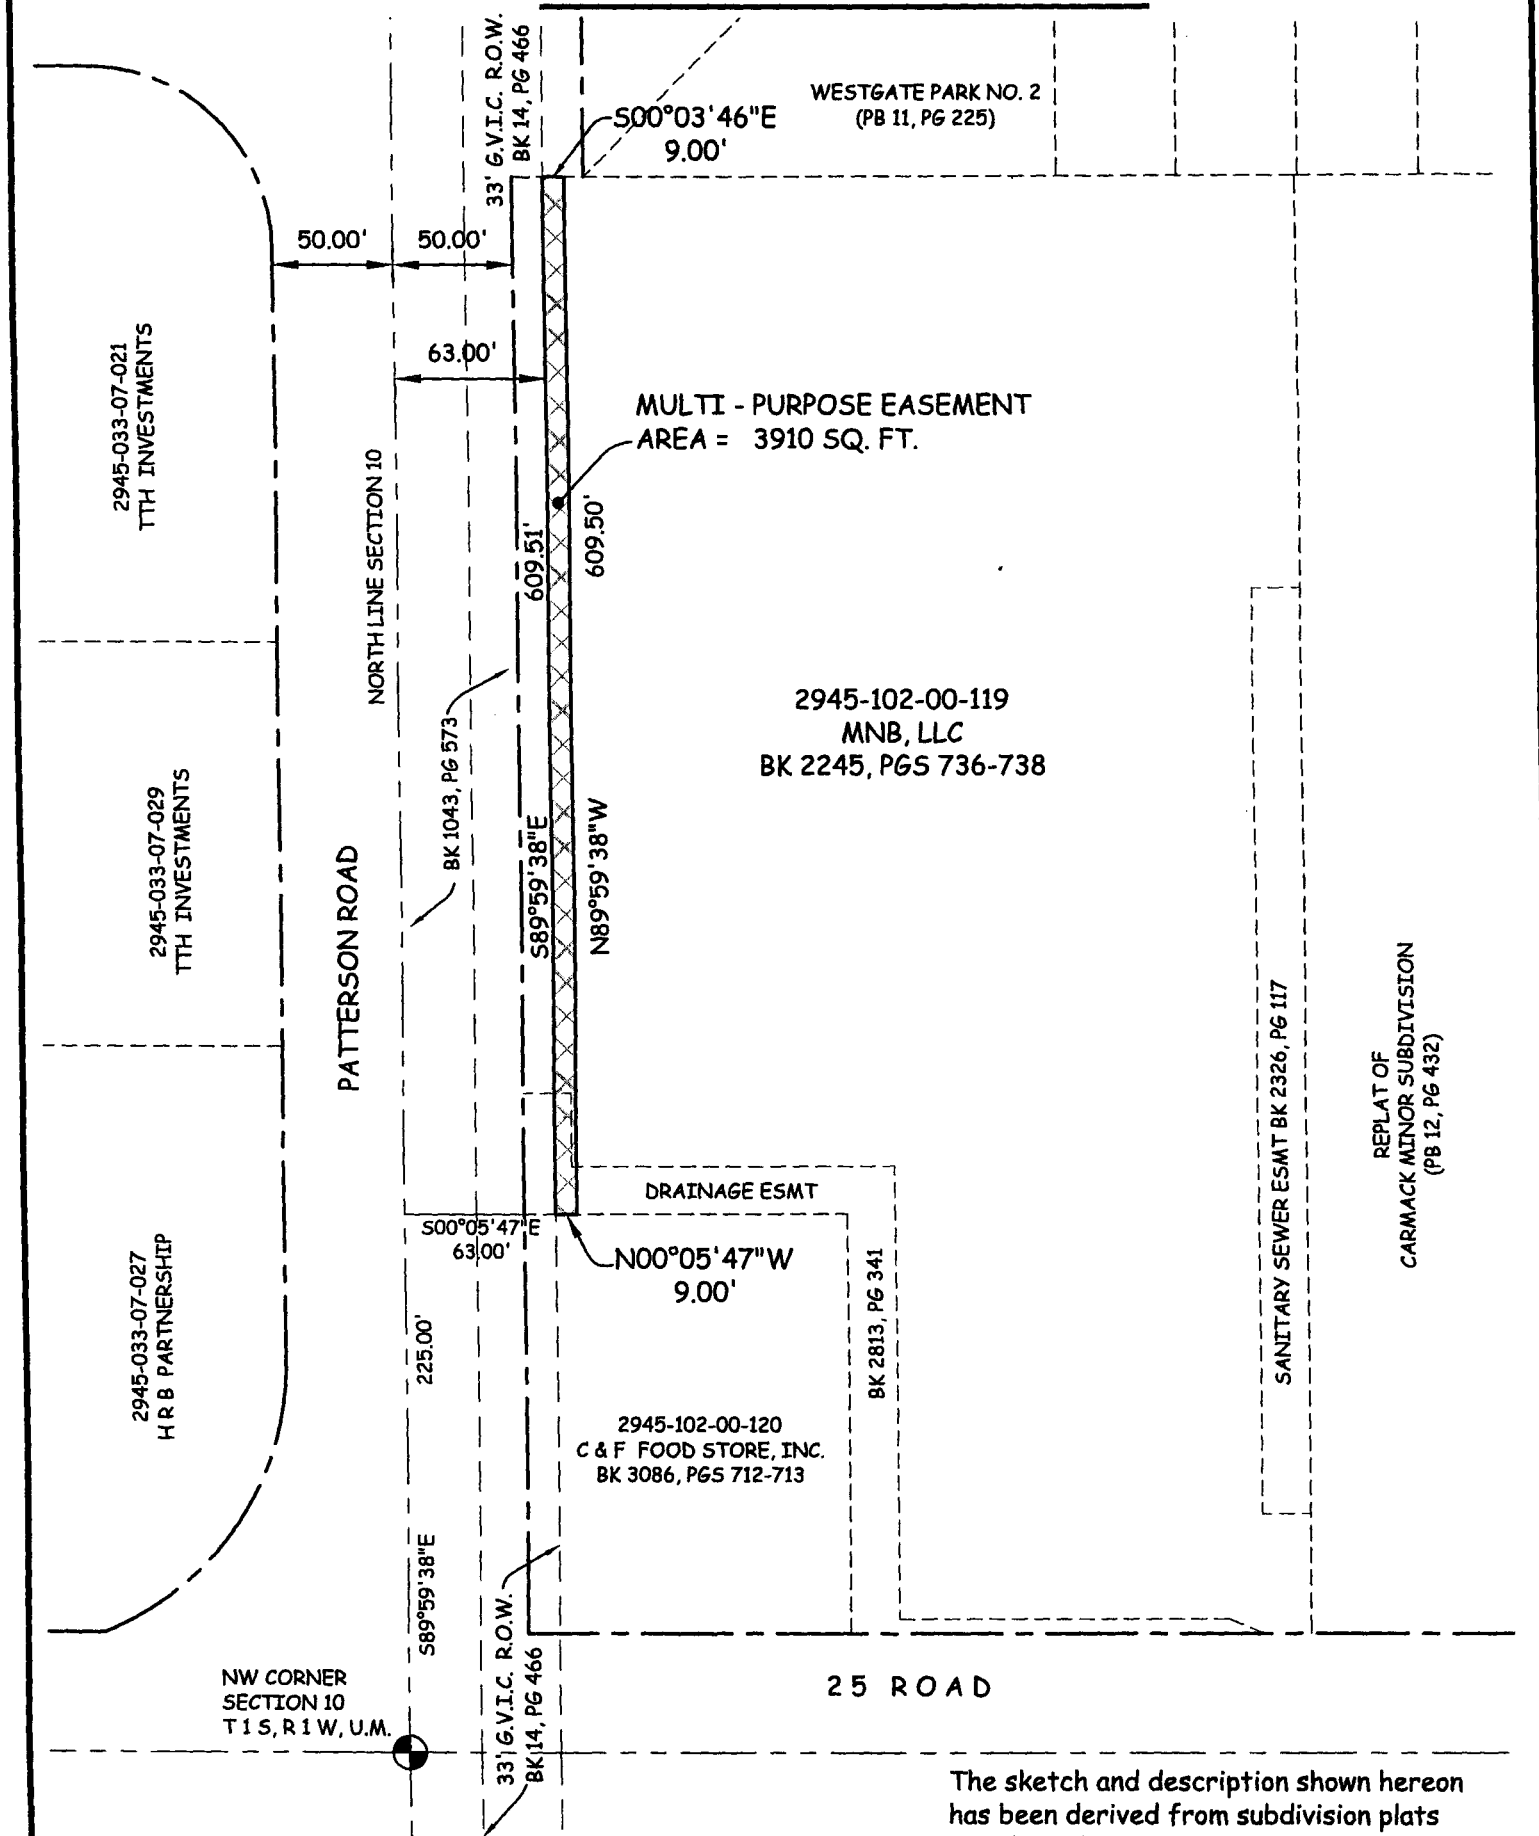 33' G.V.I.C. R.O.W.
BK 14, PG 466
WESTGATE PARK NO. 2
(PB 11, PG 225)
S00°03'46"E
9.00'
50.00'
50.00'
63.00'
2945-033-07-021
TTH INVESTMENTS
MULTI - PURPOSE EASEMENT
AREA = 3910 SQ. FT.
NORTH LINE SECTION 10
609.51'
609.50'
2945-102-00-119
MNB, LLC
BK 2245, PGS 736-738
BK 1043, PG 573
2945-033-07-029
TTH INVESTMENTS
PATTERSON ROAD
S89°59'38"E
N89°59'38"W
SANITARY SEWER ESMT BK 2326, PG 117
REPLAT OF
CARMACK MINOR SUBDIVISION
(PB 12, PG 432)
DRAINAGE ESMT
S00°05'47"E
63.00'
N00°05'47"W
9.00'
2945-033-07-027
H R B PARTNERSHIP
225.00'
BK 2813, PG 341
2945-102-00-120
C & F FOOD STORE, INC.
BK 3086, PGS 712-713
S89°59'38"E
33' G.V.I.C. R.O.W.
BK 14, PG 466
NW CORNER
SECTION 10
T 1 S, R 1 W, U.M.
25 ROAD
The sketch and description shown hereon
has been derived from subdivision plats